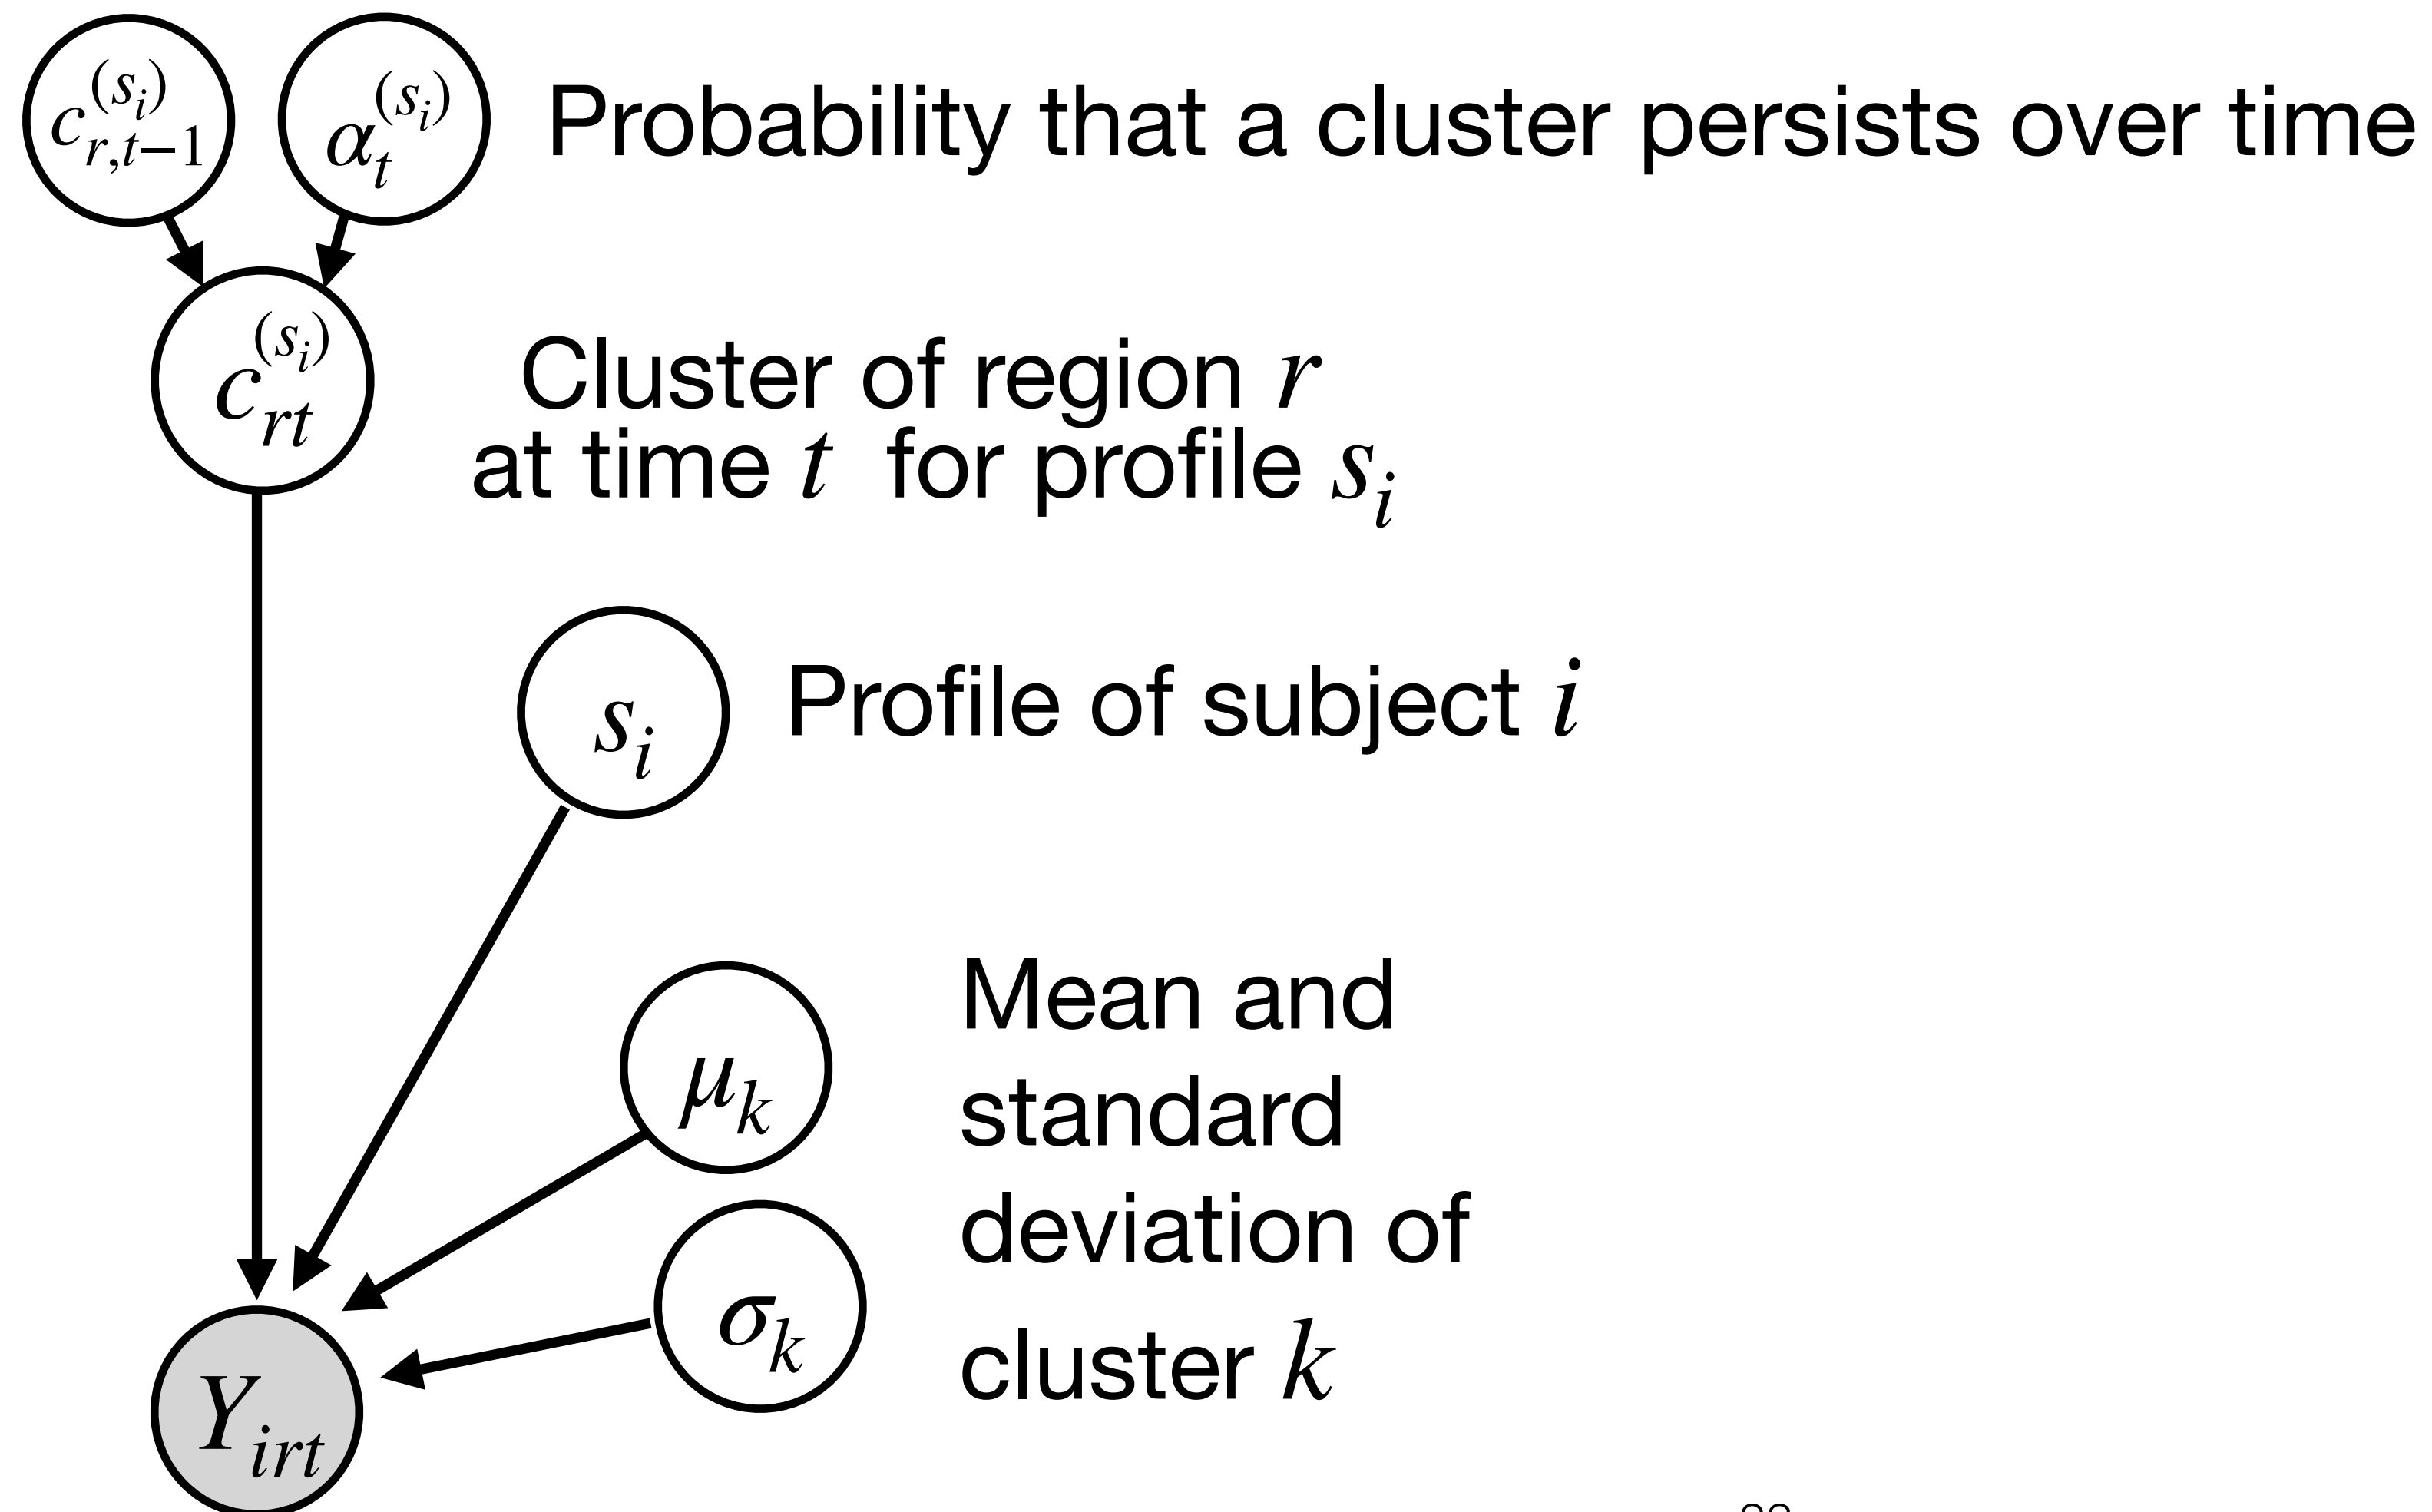 c_{r,t−1}^{(s_i)} α_t^{(s_i)} Probability that a cluster persists over time
c_{rt}^{(s_i)} Cluster of region r
at time t for profile s_i
s_i Profile of subject i
Mean and
μ_k standard
deviation of
σ_k cluster k
Y_{irt}